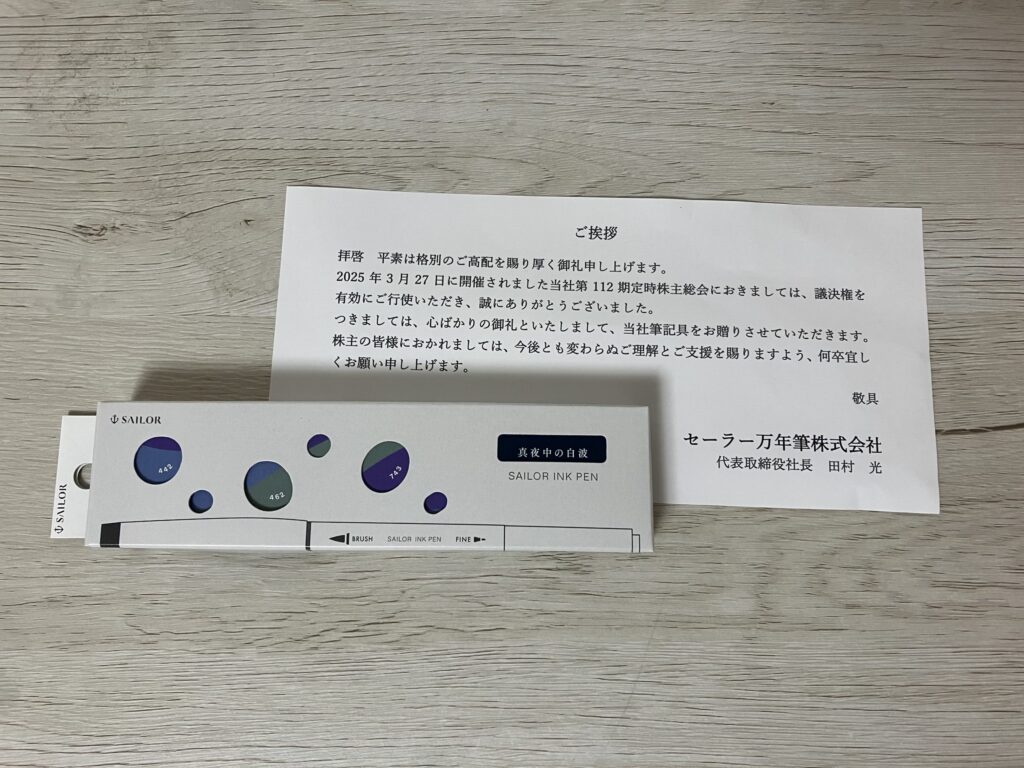 ご挨拶
拝啓　平素は格別のご高配を賜り厚く御礼申し上げます。
2025 年 3 月 27 日に開催されました当社第 112 期定時株主総会におきましては、議決権を
有効にご行使いただき、誠にありがとうございました。
つきましては、心ばかりの御礼といたしまして、当社筆記具をお贈りさせていただきます。
株主の皆様におかれましては、今後とも変わらぬご理解とご支援を賜りますよう、何卒宜し
くお願い申し上げます。
敬具
セーラー万年筆株式会社
代表取締役社長　田村　光
SAILOR
SAILOR
442
462
743
真夜中の白波
SAILOR INK PEN
BRUSH SAILOR INK PEN FINE